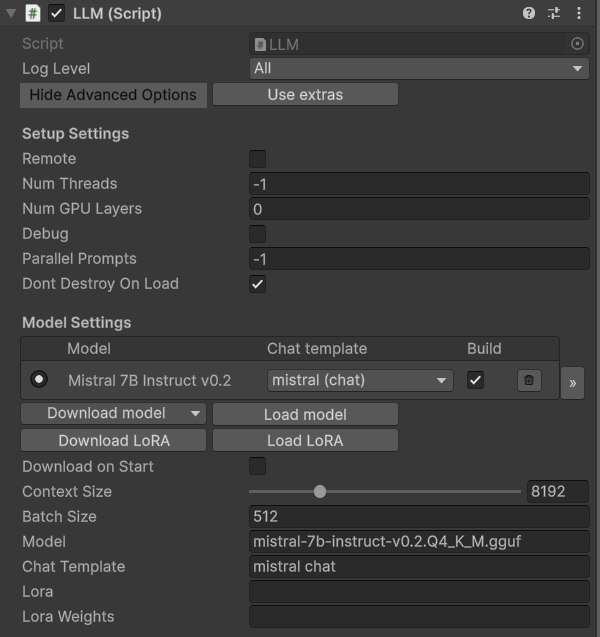 LLM (Script)
Script LLM
Log Level All
Hide Advanced Options Use extras
Setup Settings
Remote
Num Threads -1
Num GPU Layers 0
Debug
Parallel Prompts -1
Dont Destroy On Load
Model Settings
Model Chat template Build
Mistral 7B Instruct v0.2 mistral (chat) »
Download model Load model
Download LoRA Load LoRA
Download on Start
Context Size 8192
Batch Size 512
Model mistral-7b-instruct-v0.2.Q4_K_M.gguf
Chat Template mistral chat
Lora
Lora Weights